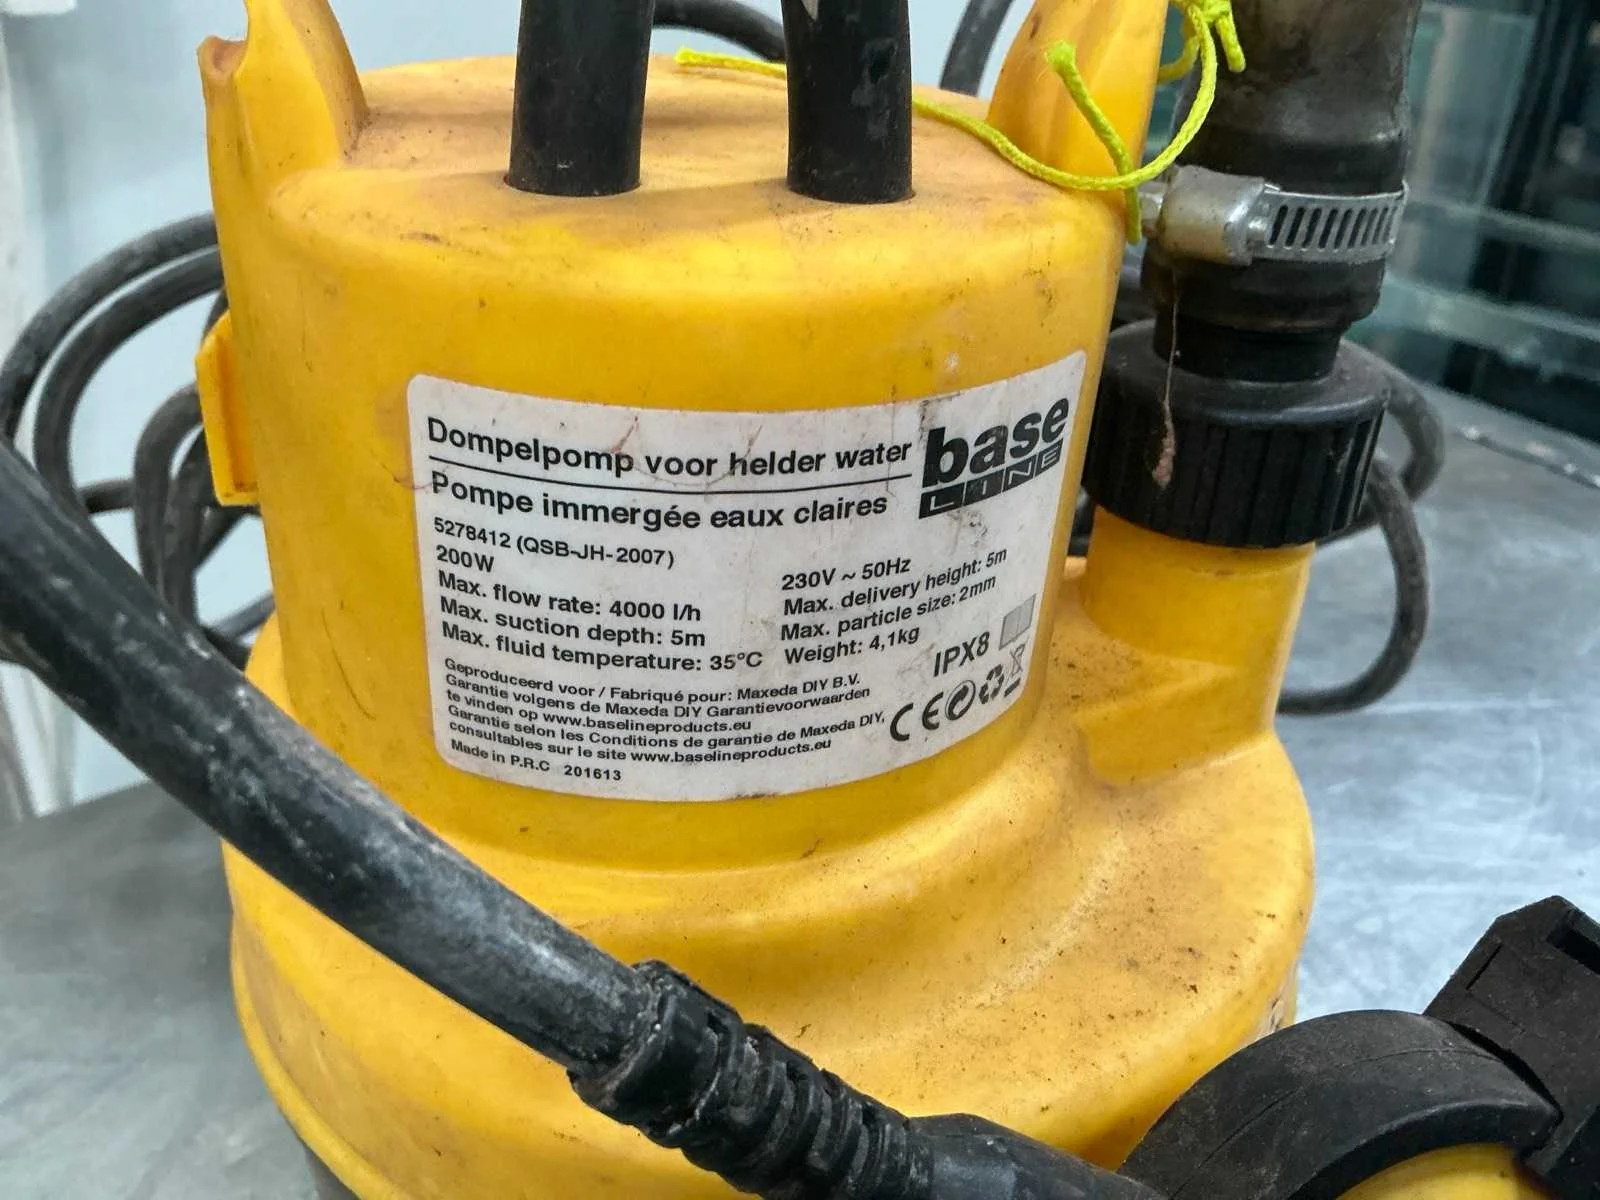 Dompelpomp voor helder water
Pompe immergée eaux claires
base
LINE
5278412 (QSB-JH-2007)
200W
Max. flow rate: 4000 l/h
Max. suction depth: 5m
Max. fluid temperature: 35°C
230V ~ 50Hz
Max. delivery height: 5m
Max. particle size: 2mm
Weight: 4,1kg
IPX8
CE
Geproduceerd voor / Fabriqué pour: Maxeda DIY B.V.
Garantie volgens de Maxeda DIY Garantievoorwaarden
te vinden op www.baselineproducts.eu
Garantie selon les Conditions de garantie de Maxeda DIY,
consultables sur le site www.baselineproducts.eu
Made in P.R.C 201613